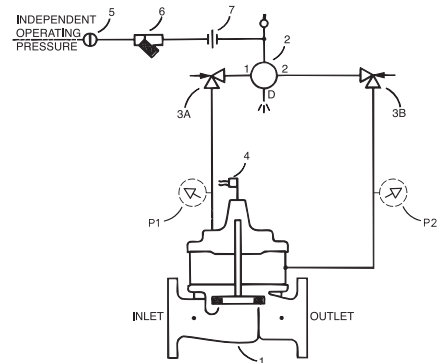 INDEPENDENT
OPERATING
PRESSURE
5
6
7
2
1
2
D
3A
3B
4
P1
P2
INLET
OUTLET
1